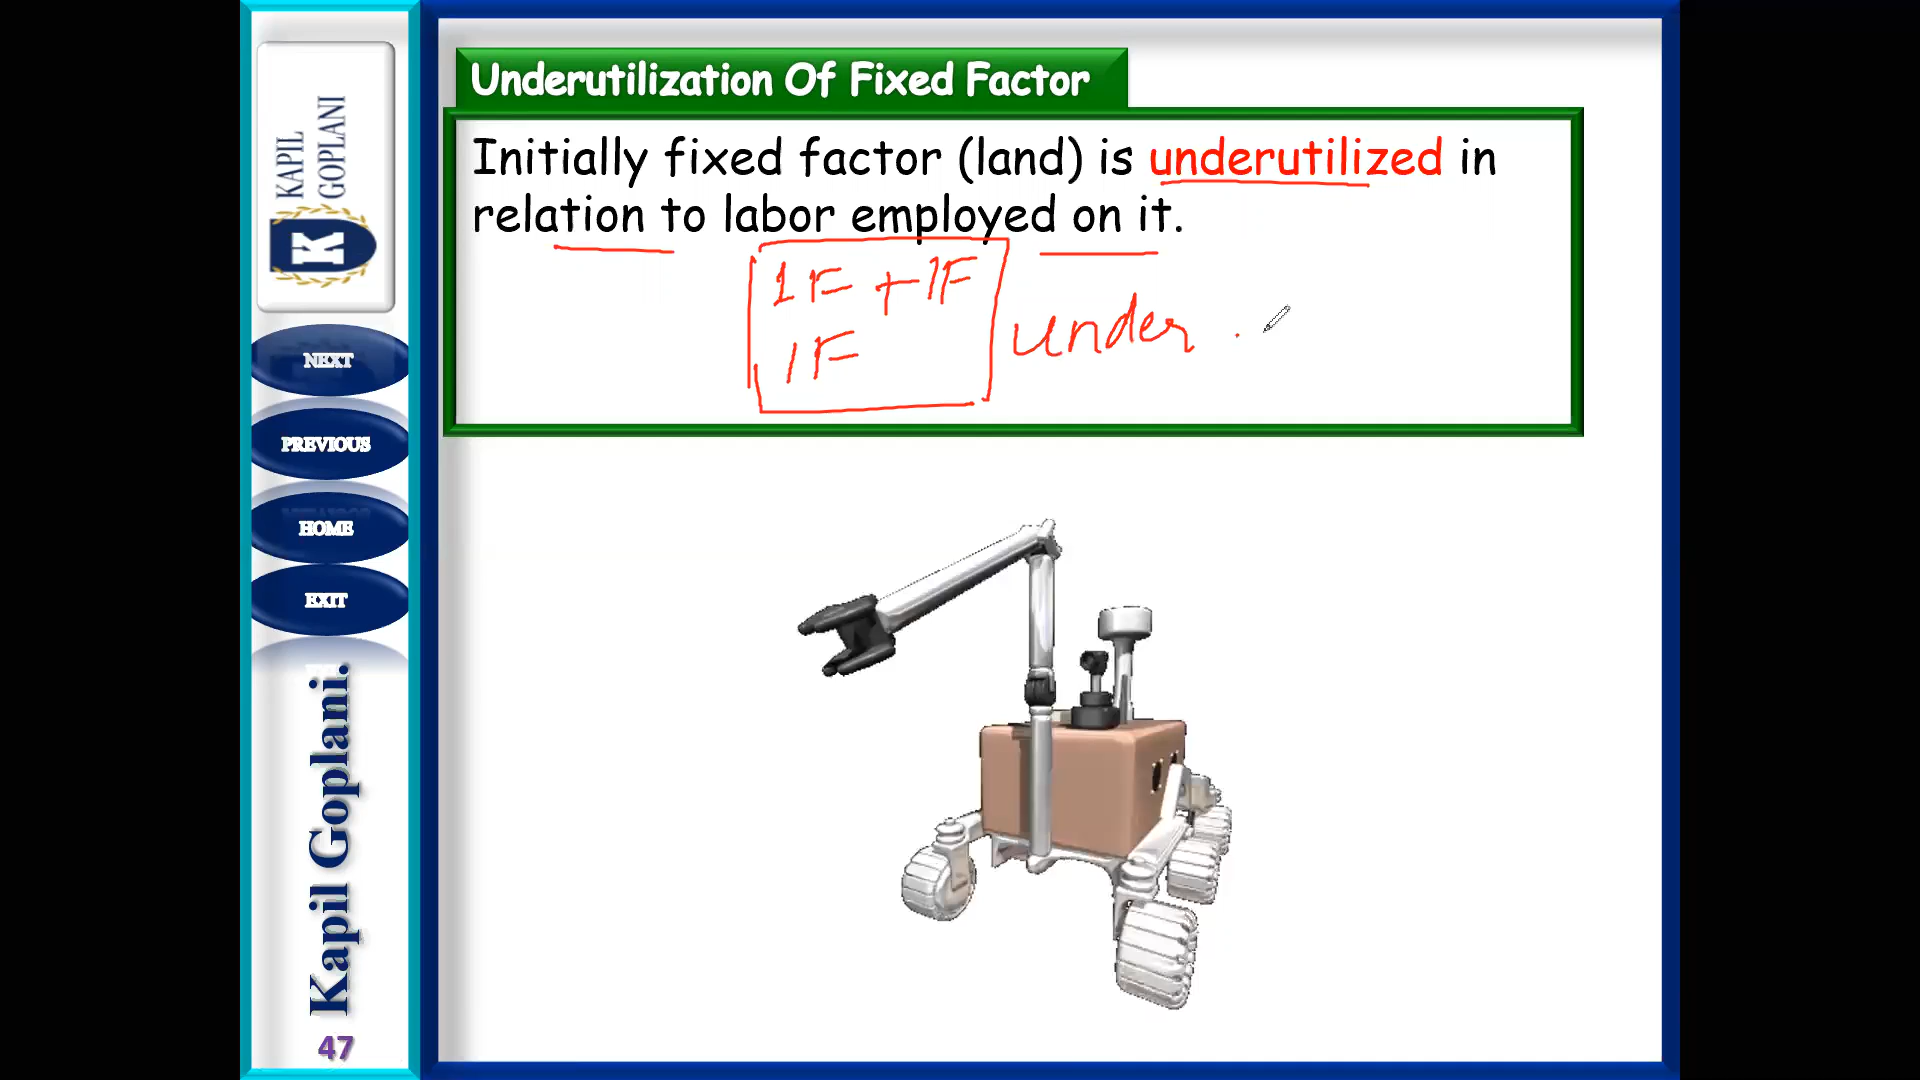 Underutilization Of Fixed Factor
Initially fixed factor (land) is underutilized in
relation to labor employed on it.
1F + 1F
1F
under
KAPIL
GOPLANI
K
NEXT
PREVIOUS
HOME
EXIT
Kapil Goplani.
47